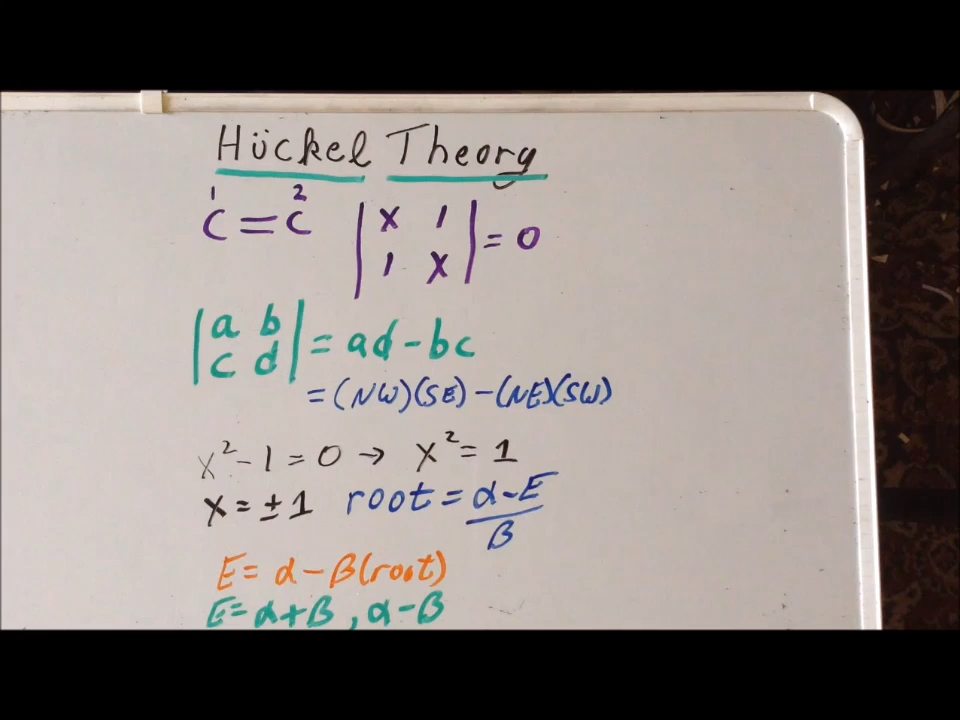 Hückel Theory
1 2
C=C |x 1| = 0
|1 x|
|a b| = ad-bc
|c d|
=(NW)(SE)-(NE)(SW)
x²-1=0 → x²=1
x=±1 root = α-E
β
E=α-β(root)
E=α+β, α-β